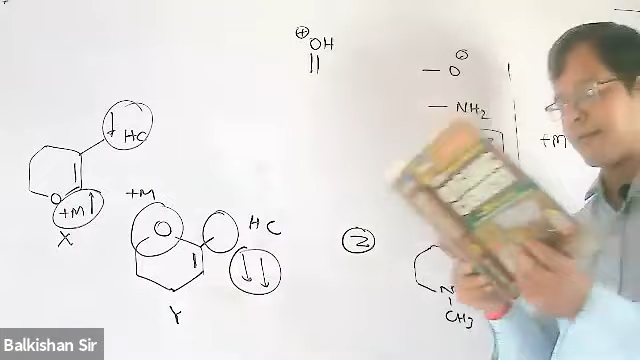 ⊕
OH
— O⊖
— NH₂
+M
↓ HC
O
+M ↑
X
+M
O
HC
↓↓
Y
2
N
CH₃
Balkishan Sir